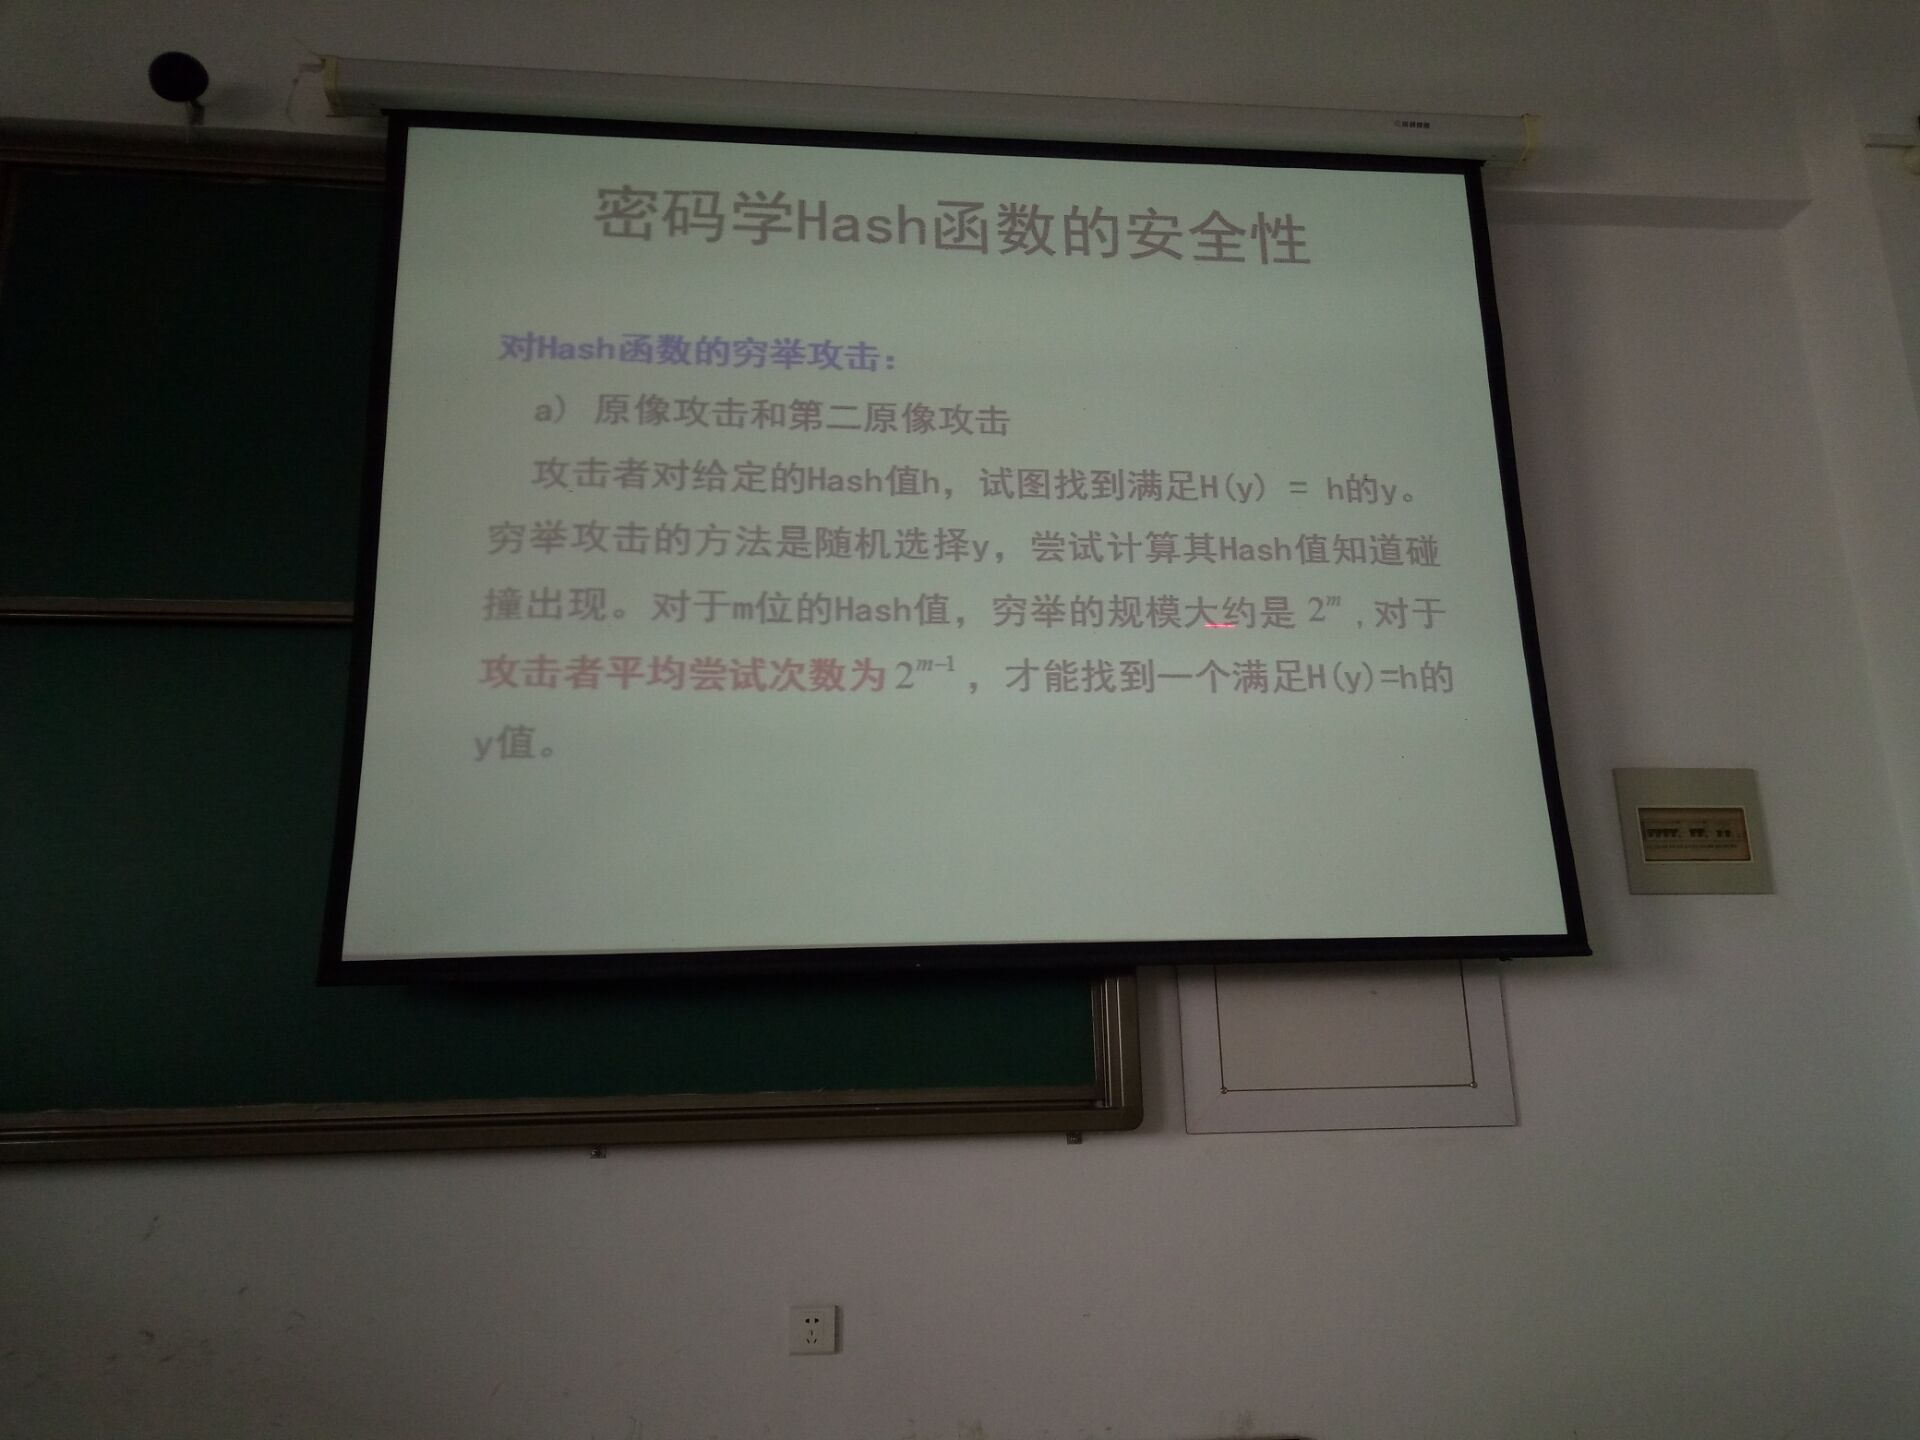 密码学Hash函数的安全性
对Hash函数的穷举攻击：
a） 原像攻击和第二原像攻击
攻击者对给定的Hash值h，试图找到满足H(y) = h的y。
穷举攻击的方法是随机选择y，尝试计算其Hash值知道碰
撞出现。对于m位的Hash值，穷举的规模大约是 2^m ,对于
攻击者平均尝试次数为 2^{m-1} ，才能找到一个满足H(y)=h的
y值。